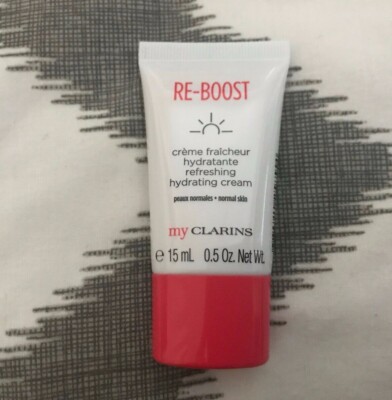 RE-BOOST
crème fraîcheur
hydratante
refreshing
hydrating cream
peaux normales • normal skin
my CLARINS
℮ 15 mL 0.5 Oz. Net Wt.